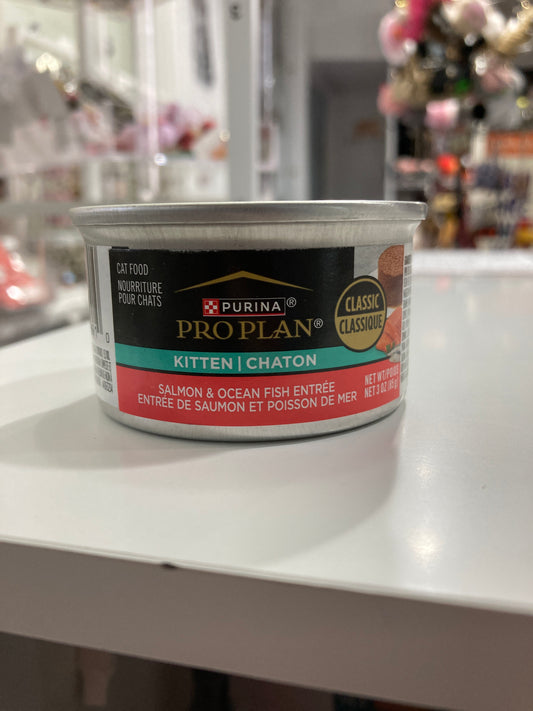 CAT FOOD
NOURRITURE
POUR CHATS
PURINA®
PRO PLAN®
CLASSIC
CLASSIQUE
KITTEN | CHATON
SALMON & OCEAN FISH ENTRÉE
ENTRÉE DE SAUMON ET POISSON DE MER
NET WT/POIDS
NET 3 OZ (85 g)